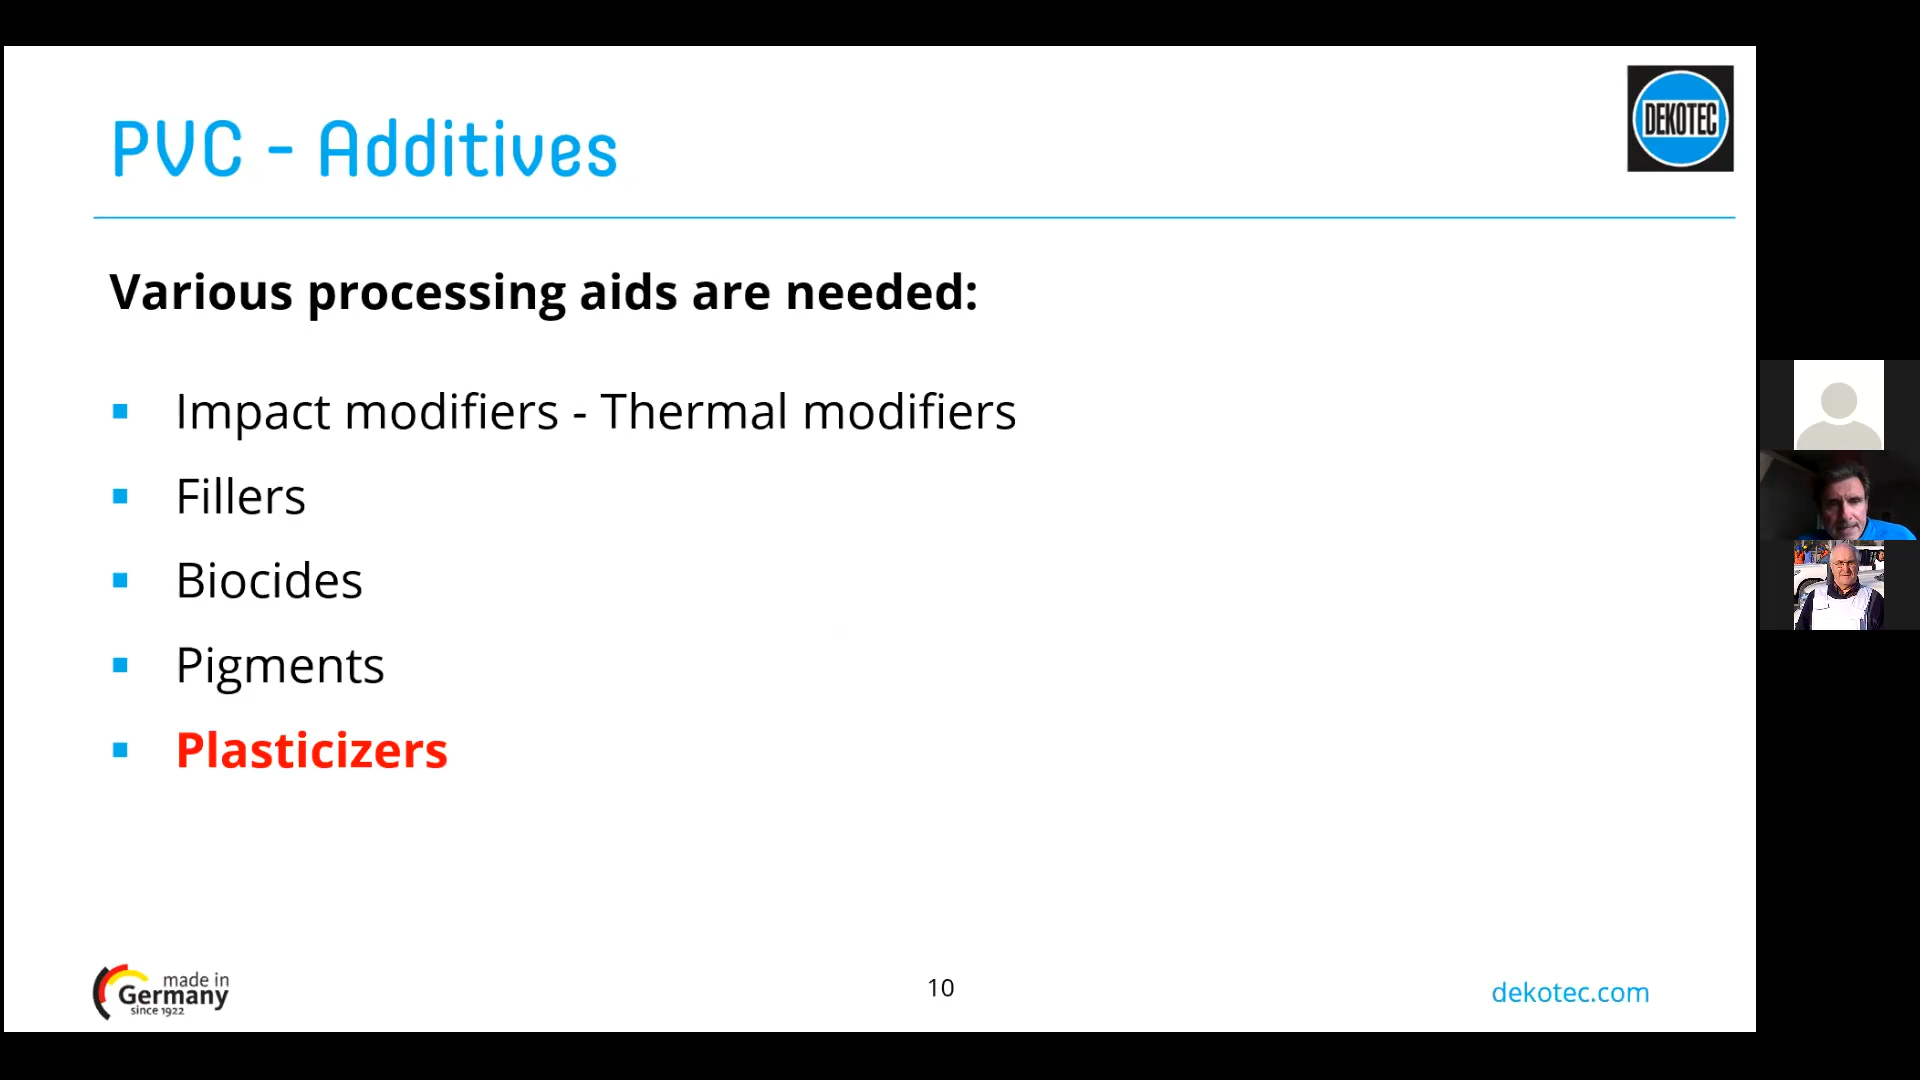 PVC - Additives
DEKOTEC
Various processing aids are needed:
Impact modifiers - Thermal modifiers
Fillers
Biocides
Pigments
Plasticizers
made in
Germany
since 1922
10
dekotec.com